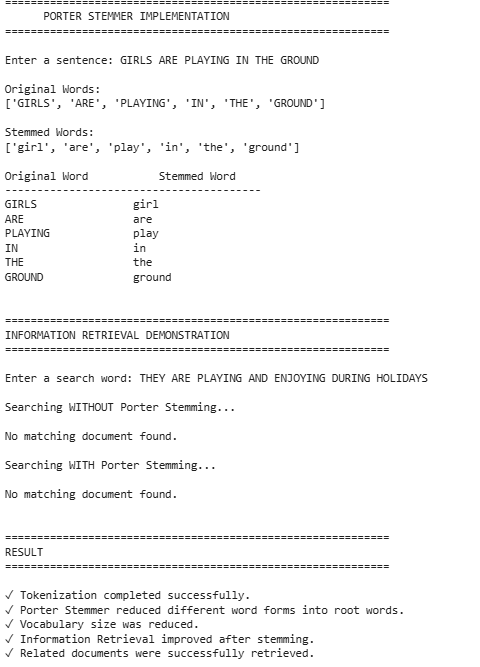 ============================================================
PORTER STEMMER IMPLEMENTATION
============================================================
Enter a sentence: GIRLS ARE PLAYING IN THE GROUND
Original Words:
['GIRLS', 'ARE', 'PLAYING', 'IN', 'THE', 'GROUND']
Stemmed Words:
['girl', 'are', 'play', 'in', 'the', 'ground']
Original Word Stemmed Word
----------------------------------------
GIRLS girl
ARE are
PLAYING play
IN in
THE the
GROUND ground
============================================================
INFORMATION RETRIEVAL DEMONSTRATION
============================================================
Enter a search word: THEY ARE PLAYING AND ENJOYING DURING HOLIDAYS
Searching WITHOUT Porter Stemming...
No matching document found.
Searching WITH Porter Stemming...
No matching document found.
============================================================
RESULT
============================================================
✓ Tokenization completed successfully.
✓ Porter Stemmer reduced different word forms into root words.
✓ Vocabulary size was reduced.
✓ Information Retrieval improved after stemming.
✓ Related documents were successfully retrieved.